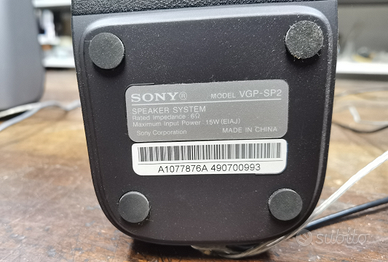 SONY® MODEL VGP-SP2
SPEAKER SYSTEM
Rated Impedance 6Ω
Maximum Input Power 15W (EIAJ)
Sony Corporation MADE IN CHINA
A1077876A 490700993
subito